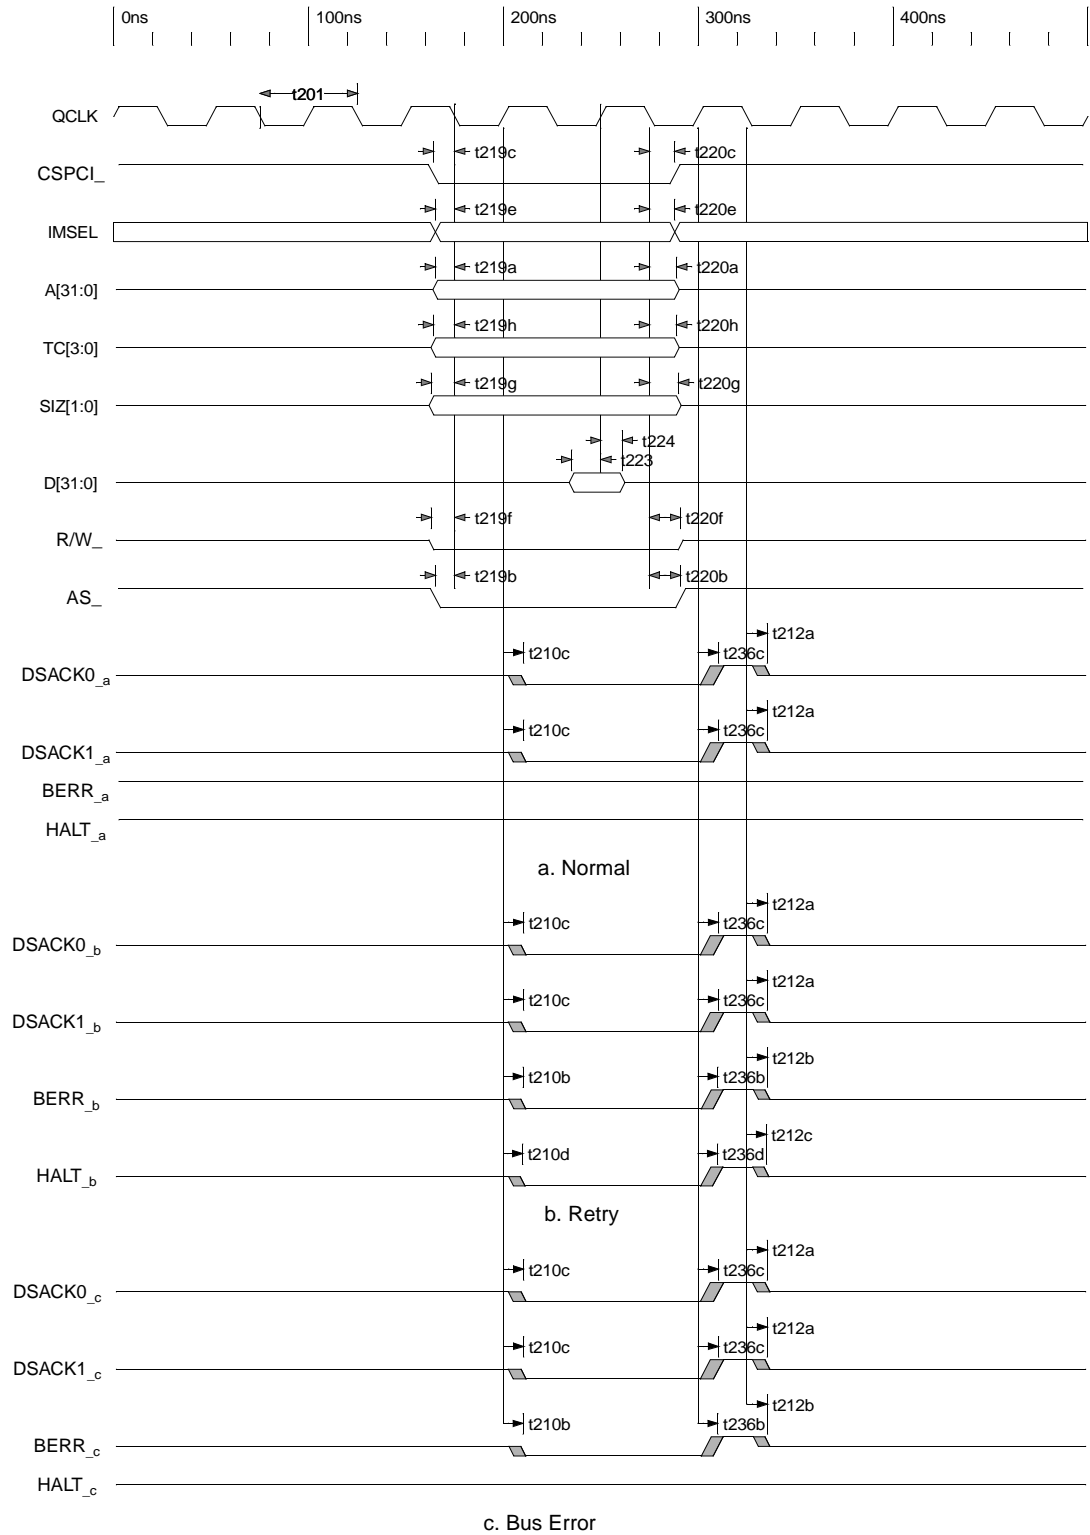 0ns 100ns 200ns 300ns 400ns
t201
QCLK
t219c t220c
CSPCI_
t219e t220e
IMSEL
t219a t220a
A[31:0]
t219h t220h
TC[3:0]
t219g t220g
SIZ[1:0]
t224
t223
D[31:0]
t219f t220f
R/W_
t219b t220b
AS_
t212a
t210c t236c
DSACK0_a
t212a
t210c t236c
DSACK1_a
BERR_a
HALT_a
a. Normal
t212a
t210c t236c
DSACK0_b
t212a
t210c t236c
DSACK1_b
t212b
t210b t236b
BERR_b
t212c
t210d t236d
HALT_b
b. Retry
t212a
t210c t236c
DSACK0_c
t212a
t210c t236c
DSACK1_c
t212b
t210b t236b
BERR_c
HALT_c
c. Bus Error